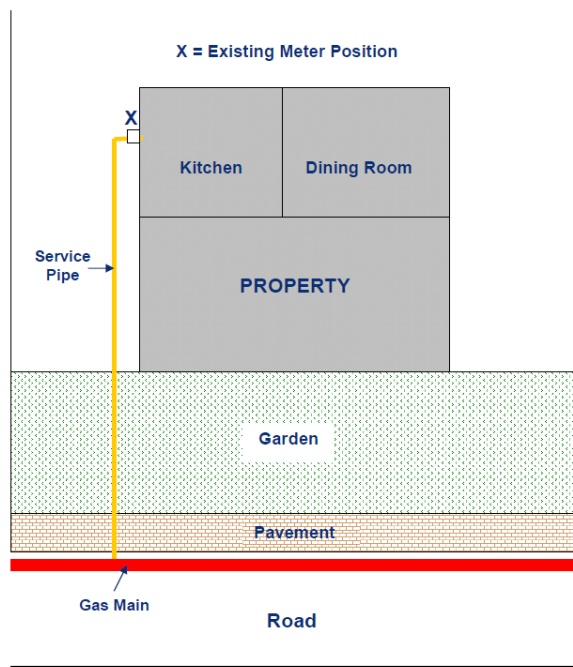 X = Existing Meter Position
X
Kitchen
Dining Room
Service
Pipe
PROPERTY
Garden
Pavement
Gas Main
Road